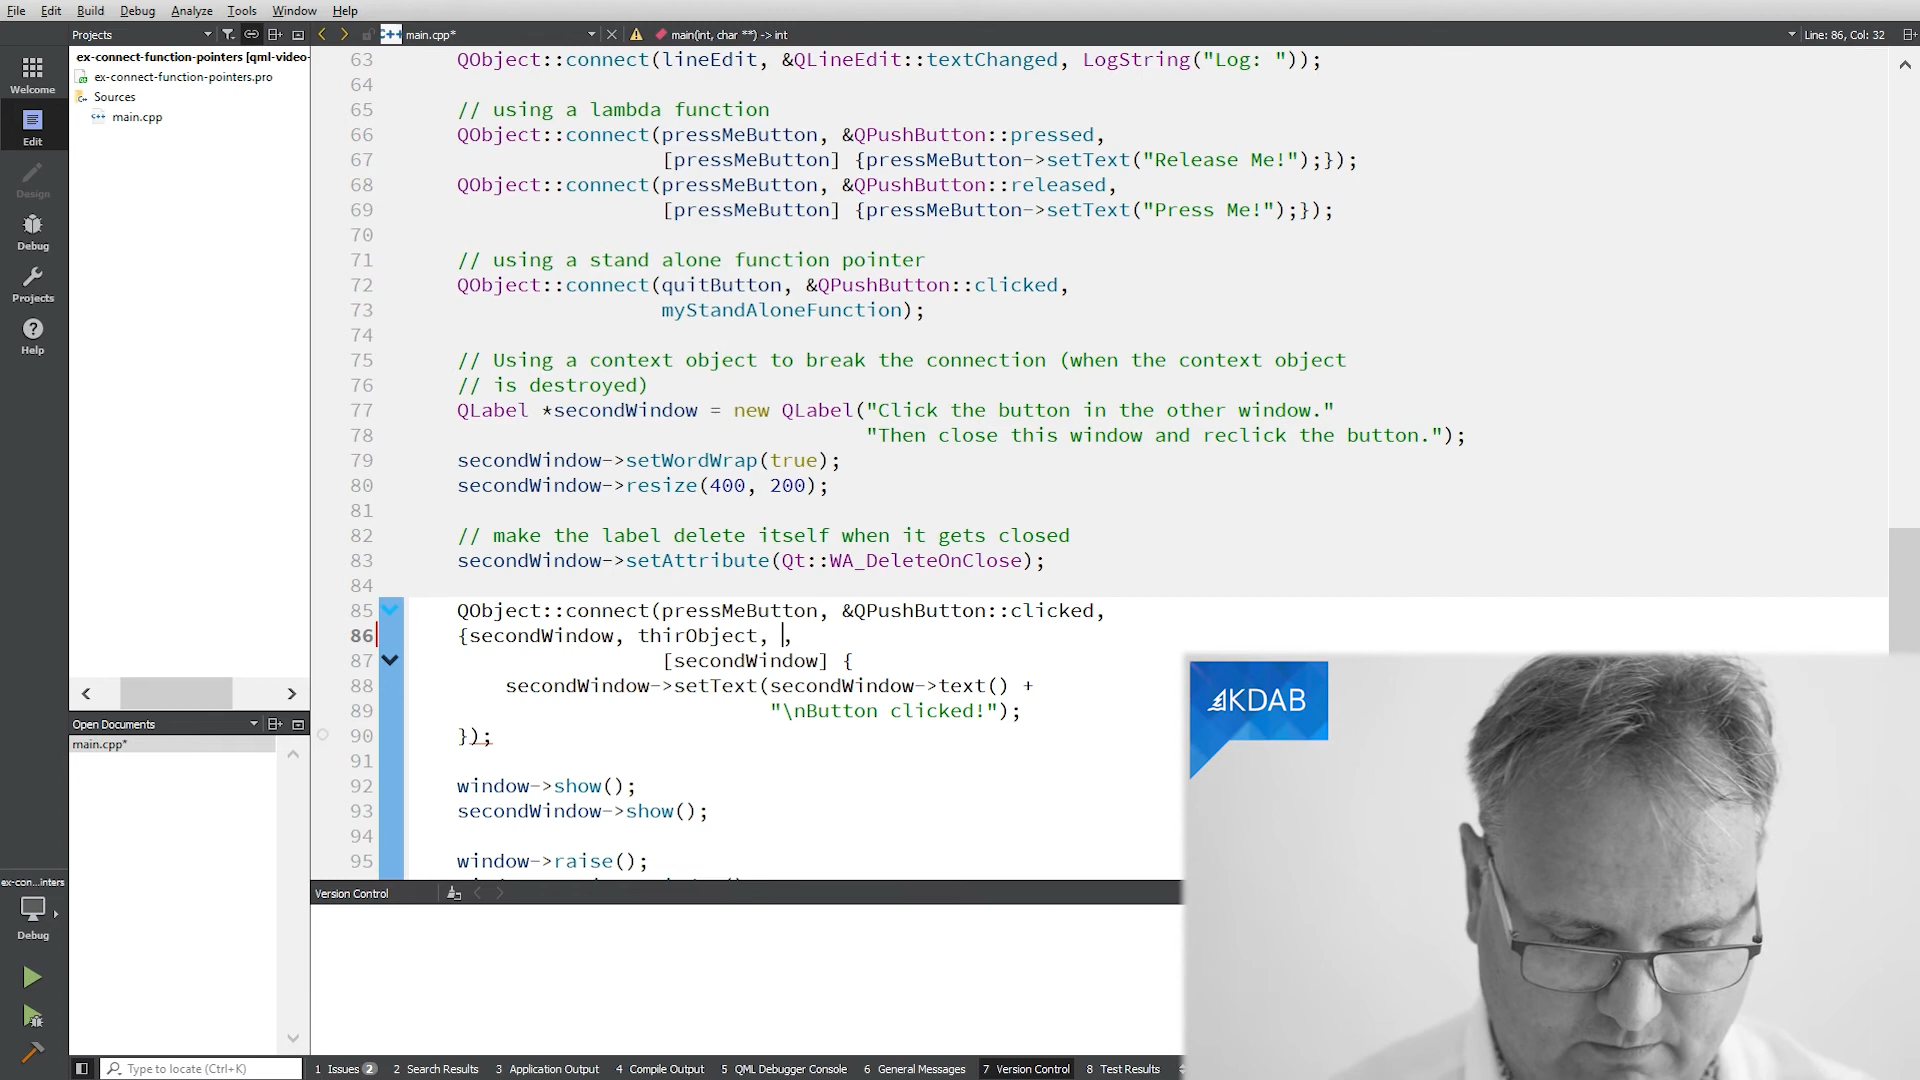 File Edit Build Debug Analyze Tools Window Help
Projects
main.cpp*
main(int, char **) -> int
Line: 86, Col: 32
ex-connect-function-pointers [qml-video-
ex-connect-function-pointers.pro
Sources
main.cpp
Welcome
Edit
Design
Debug
Projects
Help
63 QObject::connect(lineEdit, &QLineEdit::textChanged, LogString("Log: "));
64
65 // using a lambda function
66 QObject::connect(pressMeButton, &QPushButton::pressed,
67 [pressMeButton] {pressMeButton->setText("Release Me!");});
68 QObject::connect(pressMeButton, &QPushButton::released,
69 [pressMeButton] {pressMeButton->setText("Press Me!");});
70
71 // using a stand alone function pointer
72 QObject::connect(quitButton, &QPushButton::clicked,
73 myStandAloneFunction);
74
75 // Using a context object to break the connection (when the context object
76 // is destroyed)
77 QLabel *secondWindow = new QLabel("Click the button in the other window."
78 "Then close this window and reclick the button.");
79 secondWindow->setWordWrap(true);
80 secondWindow->resize(400, 200);
81
82 // make the label delete itself when it gets closed
83 secondWindow->setAttribute(Qt::WA_DeleteOnClose);
84
85 QObject::connect(pressMeButton, &QPushButton::clicked,
86 {secondWindow, thirObject, ,
87 [secondWindow] {
88 secondWindow->setText(secondWindow->text() +
89 "\nButton clicked!");
90 });
91
92 window->show();
93 secondWindow->show();
94
95 window->raise();
Open Documents
main.cpp*
ex-con...inters
Debug
Version Control
KDAB
Type to locate (Ctrl+K)
1 Issues 2
2 Search Results
3 Application Output
4 Compile Output
5 QML Debugger Console
6 General Messages
7 Version Control
8 Test Results